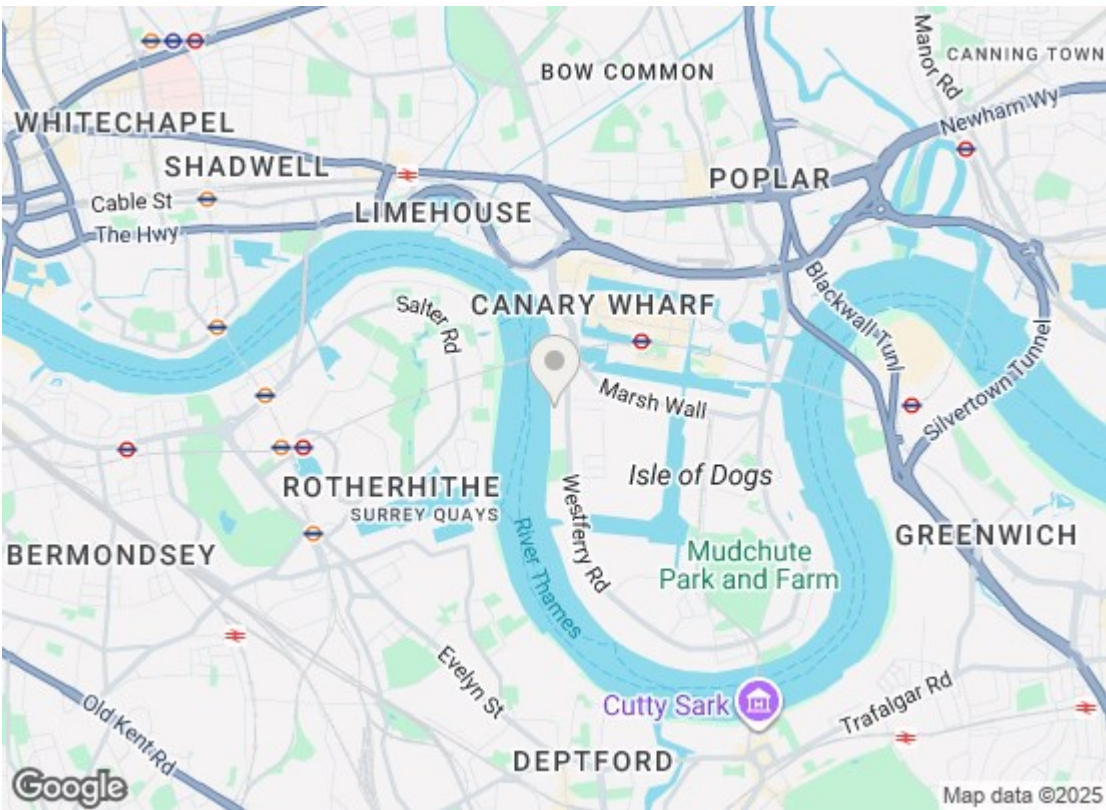 Manor Rd
CANNING TOWN
BOW COMMON
Newham Wy
WHITECHAPEL
SHADWELL
POPLAR
Cable St
LIMEHOUSE
The Hwy
Blackwall Tunl
CANARY WHARF
Salter Rd
Silvertown Tunnel
Marsh Wall
Isle of Dogs
ROTHERHITHE
SURREY QUAYS
Westferry Rd
River Thames
GREENWICH
BERMONDSEY
Mudchute
Park and Farm
Evelyn St
Cutty Sark
Trafalgar Rd
Old Kent Rd
DEPTFORD
Google
Map data ©2025